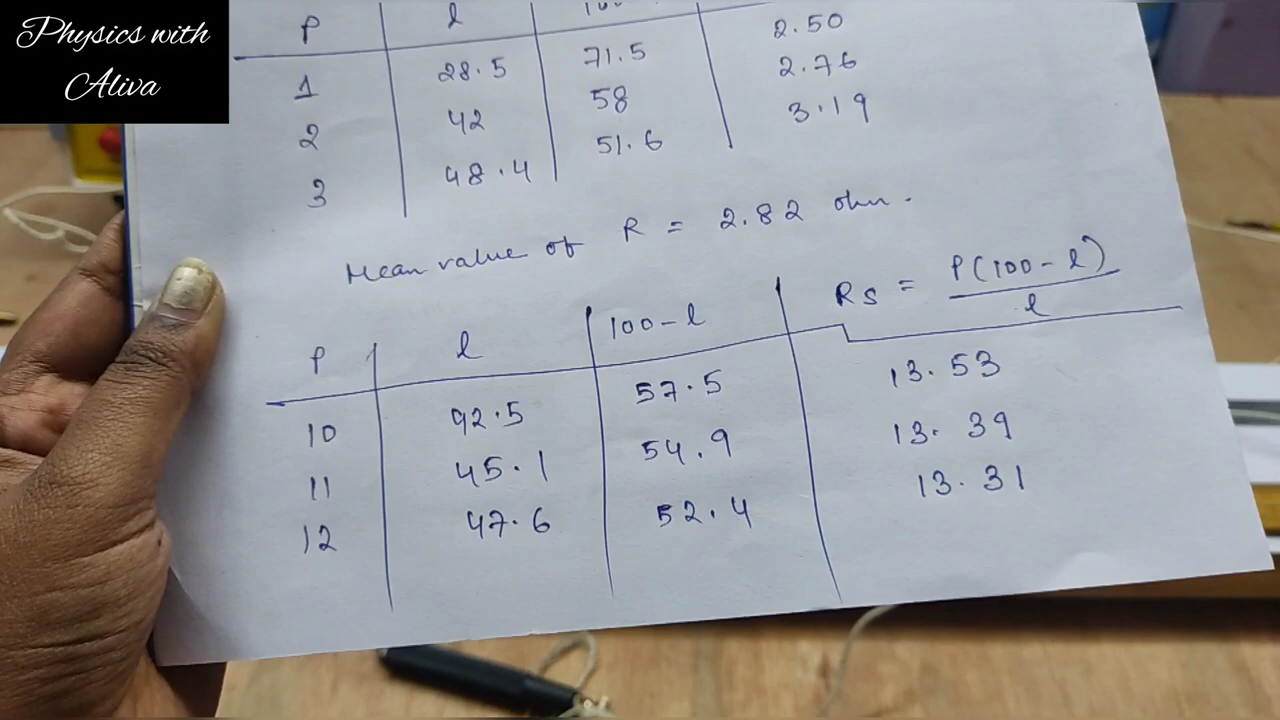 Physics with
Aliva
P l 100
1 28.5 71.5 2.50
2 42 58 2.76
3 48.4 51.6 3.19
Mean value of R = 2.82 ohm.
P l 100-l Rs = P(100-l)/l
10 42.5 57.5 13.53
11 45.1 54.9 13.39
12 47.6 52.4 13.31